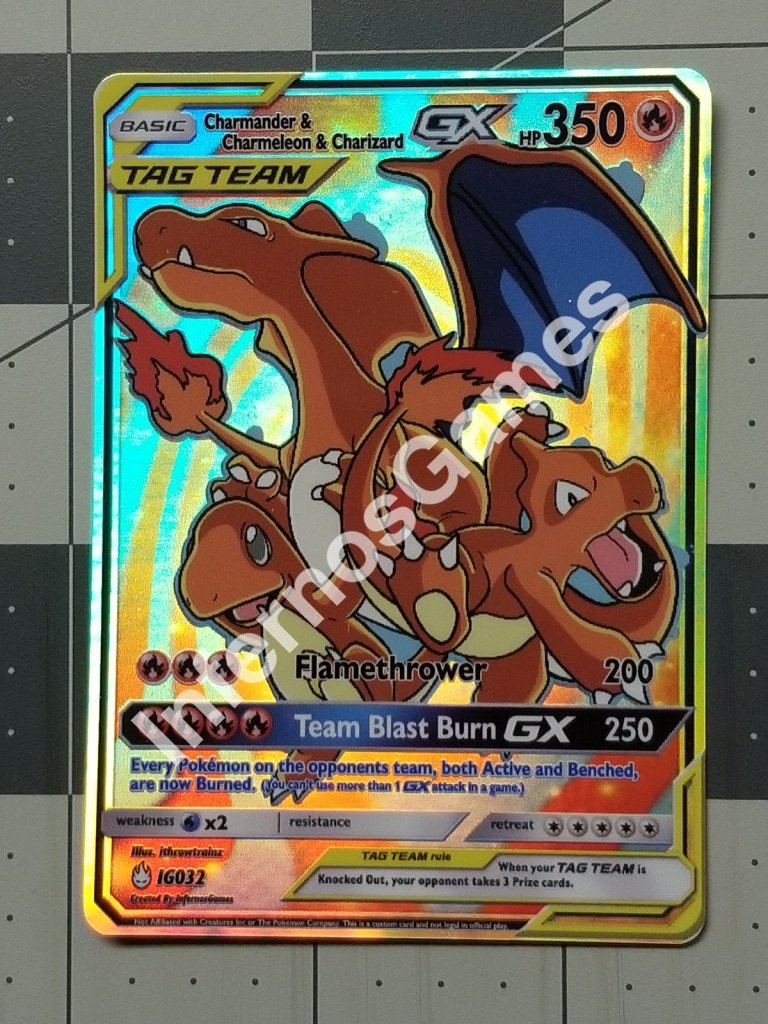 BASIC
Charmander &
Charmeleon & Charizard
GX
HP 350
TAG TEAM
InfernosGames
Flamethrower 200
Team Blast Burn GX 250
Every Pokémon on the opponents team, both Active and Benched,
are now Burned. (You can't use more than 1 GX attack in a game.)
weakness x2 resistance retreat
Illus. ithrowtrainz
TAG TEAM rule
When your TAG TEAM is
Knocked Out, your opponent takes 3 Prize cards.
IG032
Created By InfernosGames
Not Affiliated with Creatures Inc or The Pokemon Company. This is a custom card and not legal in official play.